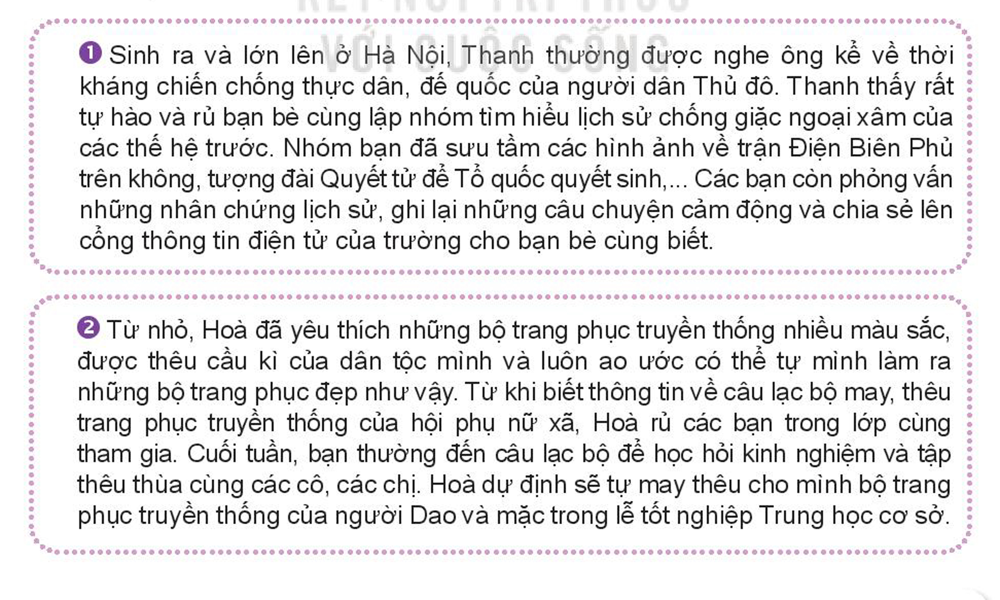 KẾT NỐI TRI THỨC
VỚI CUỘC SỐNG
1 Sinh ra và lớn lên ở Hà Nội, Thanh thường được nghe ông kể về thời
kháng chiến chống thực dân, đế quốc của người dân Thủ đô. Thanh thấy rất
tự hào và rủ bạn bè cùng lập nhóm tìm hiểu lịch sử chống giặc ngoại xâm của
các thế hệ trước. Nhóm bạn đã sưu tầm các hình ảnh về trận Điện Biên Phủ
trên không, tượng đài Quyết tử để Tổ quốc quyết sinh,... Các bạn còn phỏng vấn
những nhân chứng lịch sử, ghi lại những câu chuyện cảm động và chia sẻ lên
cổng thông tin điện tử của trường cho bạn bè cùng biết.
2 Từ nhỏ, Hoà đã yêu thích những bộ trang phục truyền thống nhiều màu sắc,
được thêu cầu kì của dân tộc mình và luôn ao ước có thể tự mình làm ra
những bộ trang phục đẹp như vậy. Từ khi biết thông tin về câu lạc bộ may, thêu
trang phục truyền thống của hội phụ nữ xã, Hoà rủ các bạn trong lớp cùng
tham gia. Cuối tuần, bạn thường đến câu lạc bộ để học hỏi kinh nghiệm và tập
thêu thùa cùng các cô, các chị. Hoà dự định sẽ tự may thêu cho mình bộ trang
phục truyền thống của người Dao và mặc trong lễ tốt nghiệp Trung học cơ sở.